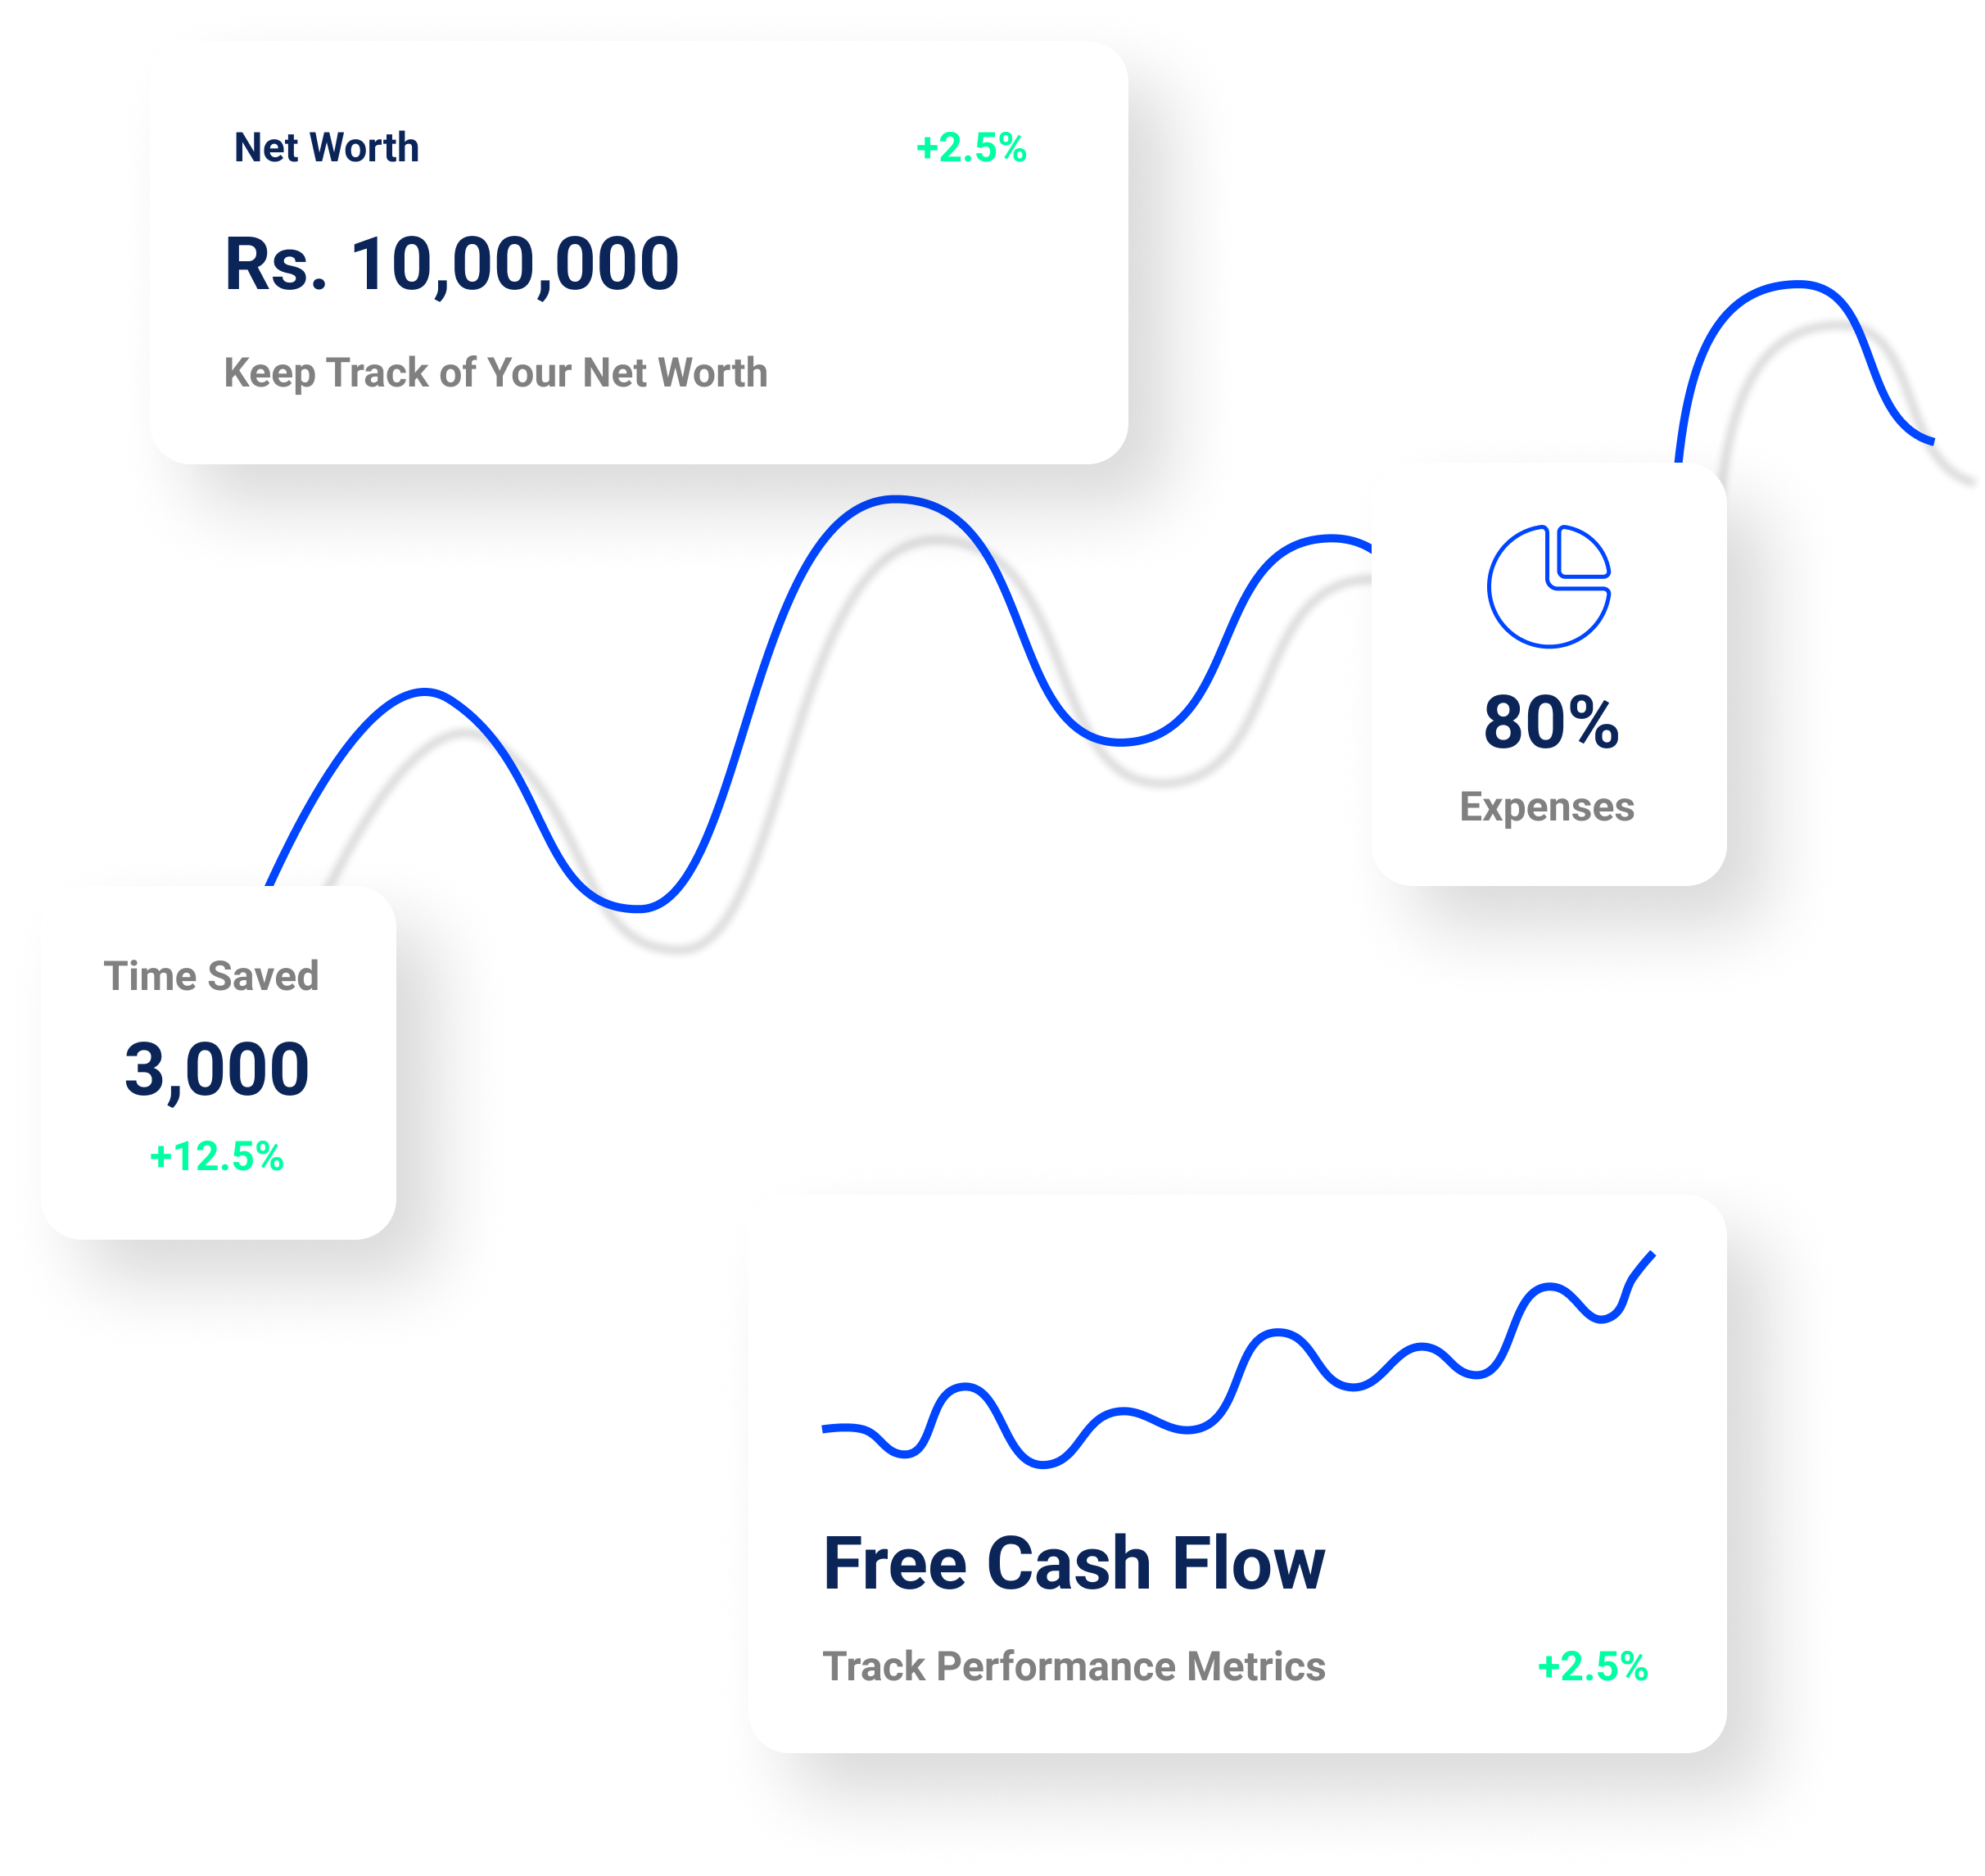 Net Worth
+2.5%
Rs. 10,00,000
Keep Track of Your Net Worth
80%
Expenses
Time Saved
3,000
+12.5%
Free Cash Flow
Track Performance Metrics
+2.5%